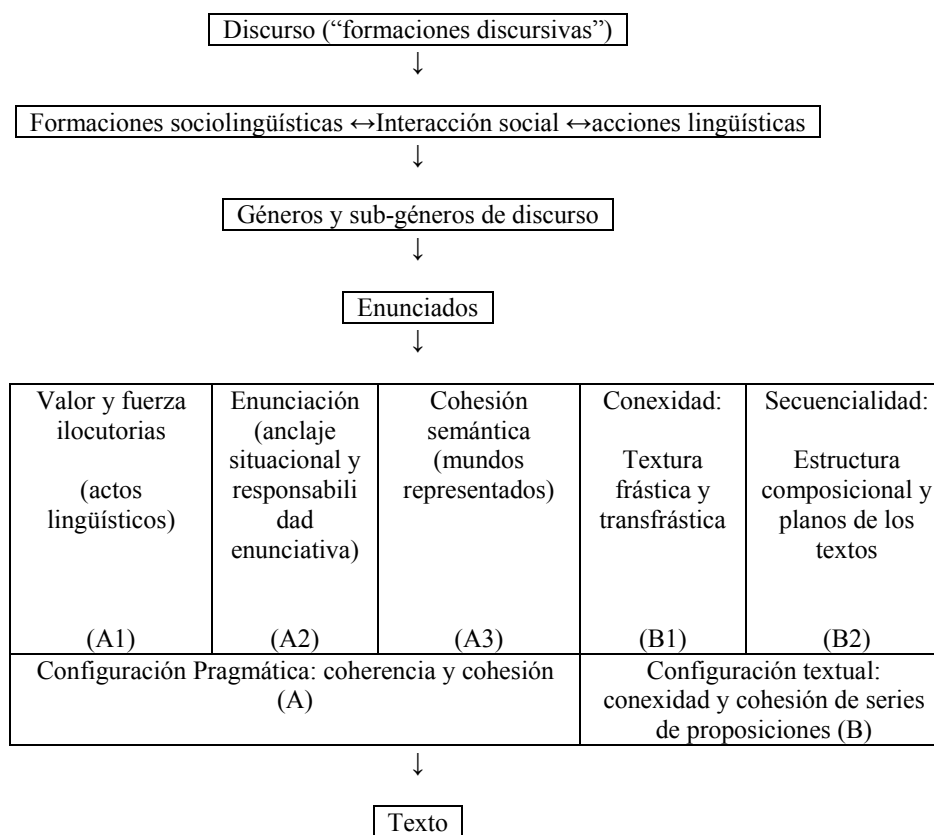 Discurso (“formaciones discursivas”)
↓
Formaciones sociolingüísticas ↔Interacción social ↔acciones lingüísticas
↓
Géneros y sub-géneros de discurso
↓
Enunciados
↓
Valor y fuerza
ilocutorias
(actos
lingüísticos)
(A1)
Enunciación
(anclaje
situacional y
responsabili
dad
enunciativa)
(A2)
Cohesión
semántica
(mundos
representados)
(A3)
Conexidad:
Textura
frástica y
transfrástica
(B1)
Secuencialidad:
Estructura
composicional y
planos de los
textos
(B2)
Configuración Pragmática: coherencia y cohesión
(A)
Configuración textual:
conexidad y cohesión de series
de proposiciones (B)
↓
Texto